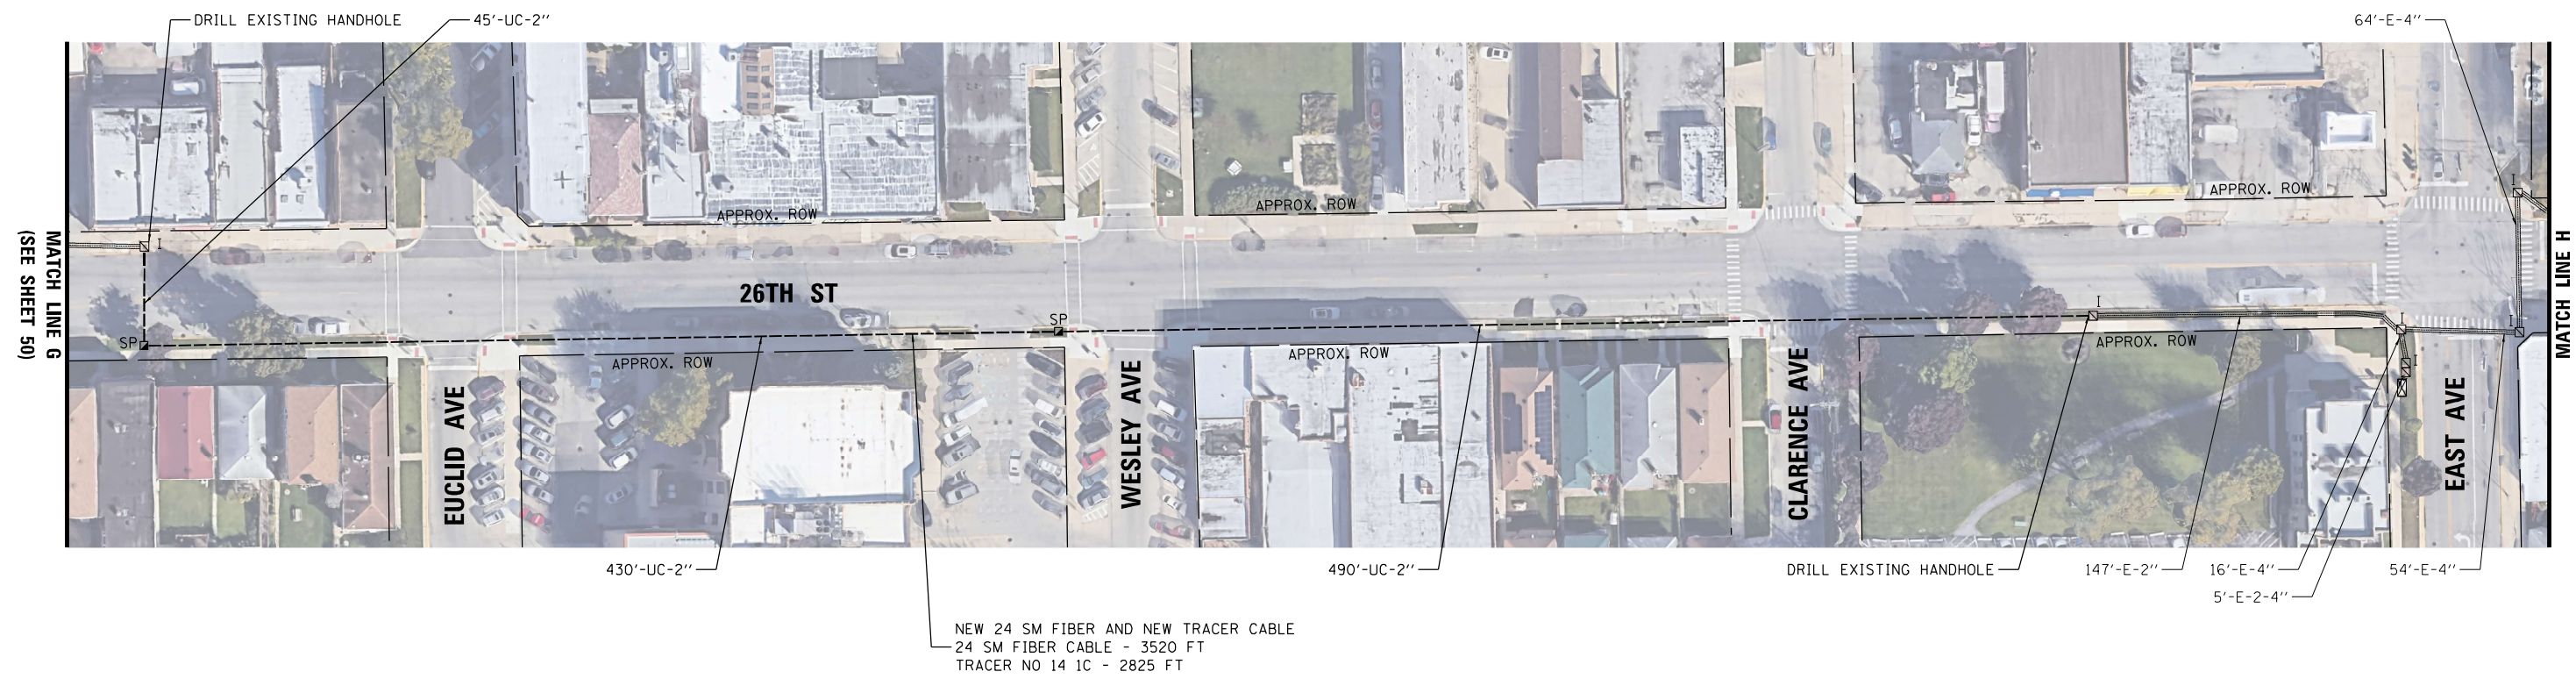 DRILL EXISTING HANDHOLE
45'-UC-2"
64'-E-4"
MATCH LINE G
(SEE SHEET 50)
MATCH LINE H
APPROX. ROW
APPROX. ROW
APPROX. ROW
I
I
26TH ST
SP
SP
I
I
I
I
APPROX. ROW
APPROX. ROW
APPROX. ROW
EUCLID AVE
WESLEY AVE
CLARENCE AVE
EAST AVE
430'-UC-2"
490'-UC-2"
DRILL EXISTING HANDHOLE
147'-E-2"
16'-E-4"
54'-E-4"
5'-E-2-4"
NEW 24 SM FIBER AND NEW TRACER CABLE
24 SM FIBER CABLE - 3520 FT
TRACER NO 14 1C - 2825 FT